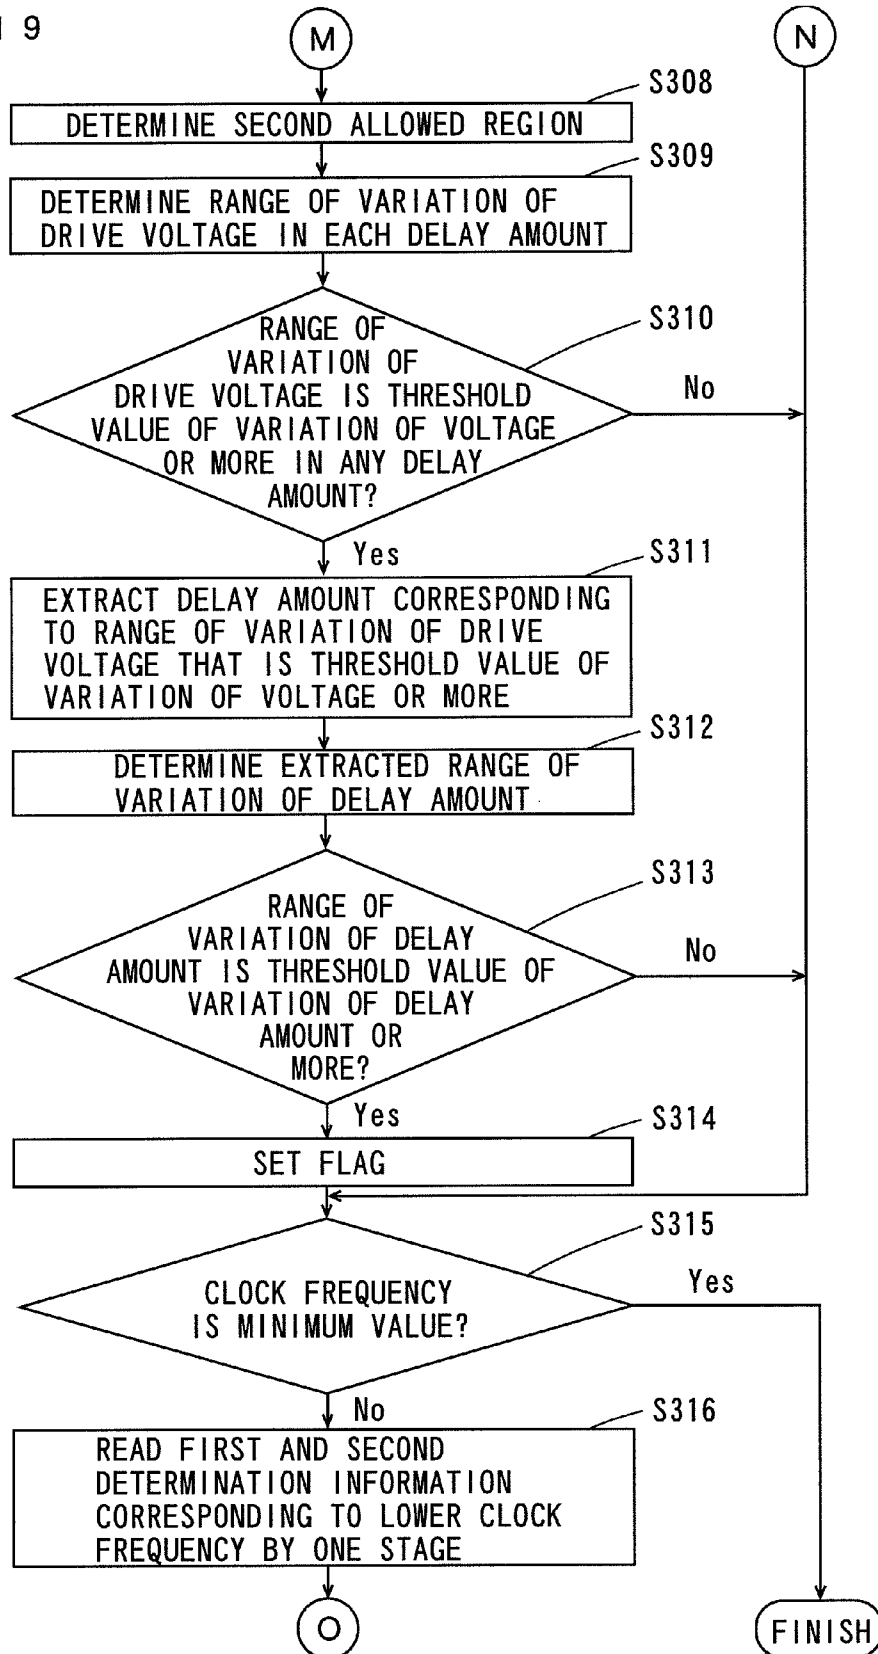 9
M
N
S308
DETERMINE SECOND ALLOWED REGION
S309
DETERMINE RANGE OF VARIATION OF
DRIVE VOLTAGE IN EACH DELAY AMOUNT
S310
RANGE OF
VARIATION OF
DRIVE VOLTAGE IS THRESHOLD
VALUE OF VARIATION OF VOLTAGE
OR MORE IN ANY DELAY
AMOUNT?
No
Yes
S311
EXTRACT DELAY AMOUNT CORRESPONDING
TO RANGE OF VARIATION OF DRIVE
VOLTAGE THAT IS THRESHOLD VALUE OF
VARIATION OF VOLTAGE OR MORE
S312
DETERMINE EXTRACTED RANGE OF
VARIATION OF DELAY AMOUNT
S313
RANGE OF
VARIATION OF DELAY
AMOUNT IS THRESHOLD VALUE OF
VARIATION OF DELAY
AMOUNT OR
MORE?
No
Yes
S314
SET FLAG
S315
CLOCK FREQUENCY
IS MINIMUM VALUE?
Yes
No
S316
READ FIRST AND SECOND
DETERMINATION INFORMATION
CORRESPONDING TO LOWER CLOCK
FREQUENCY BY ONE STAGE
O
FINISH